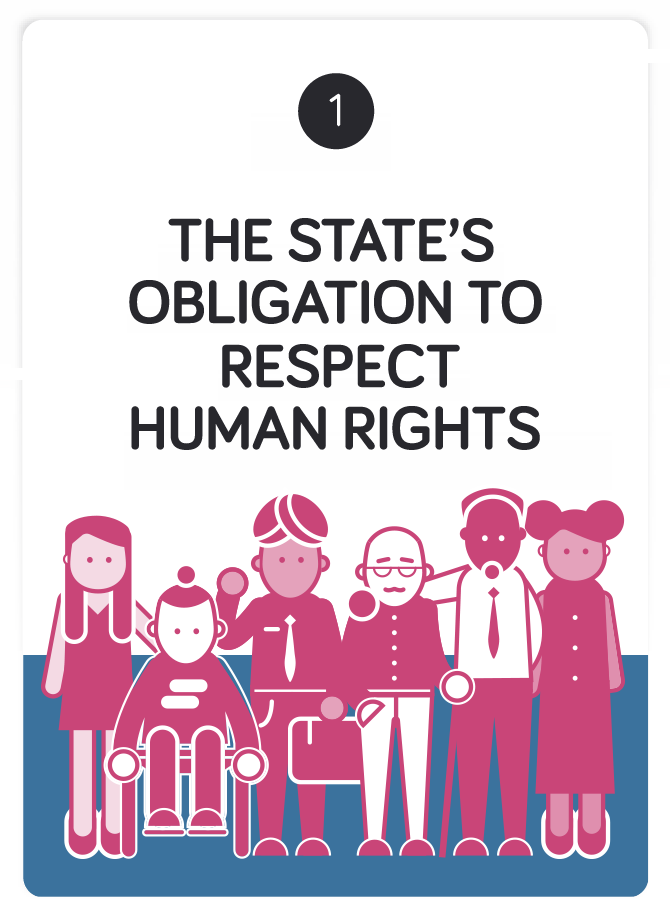 1
THE STATE’S
OBLIGATION TO
RESPECT
HUMAN RIGHTS